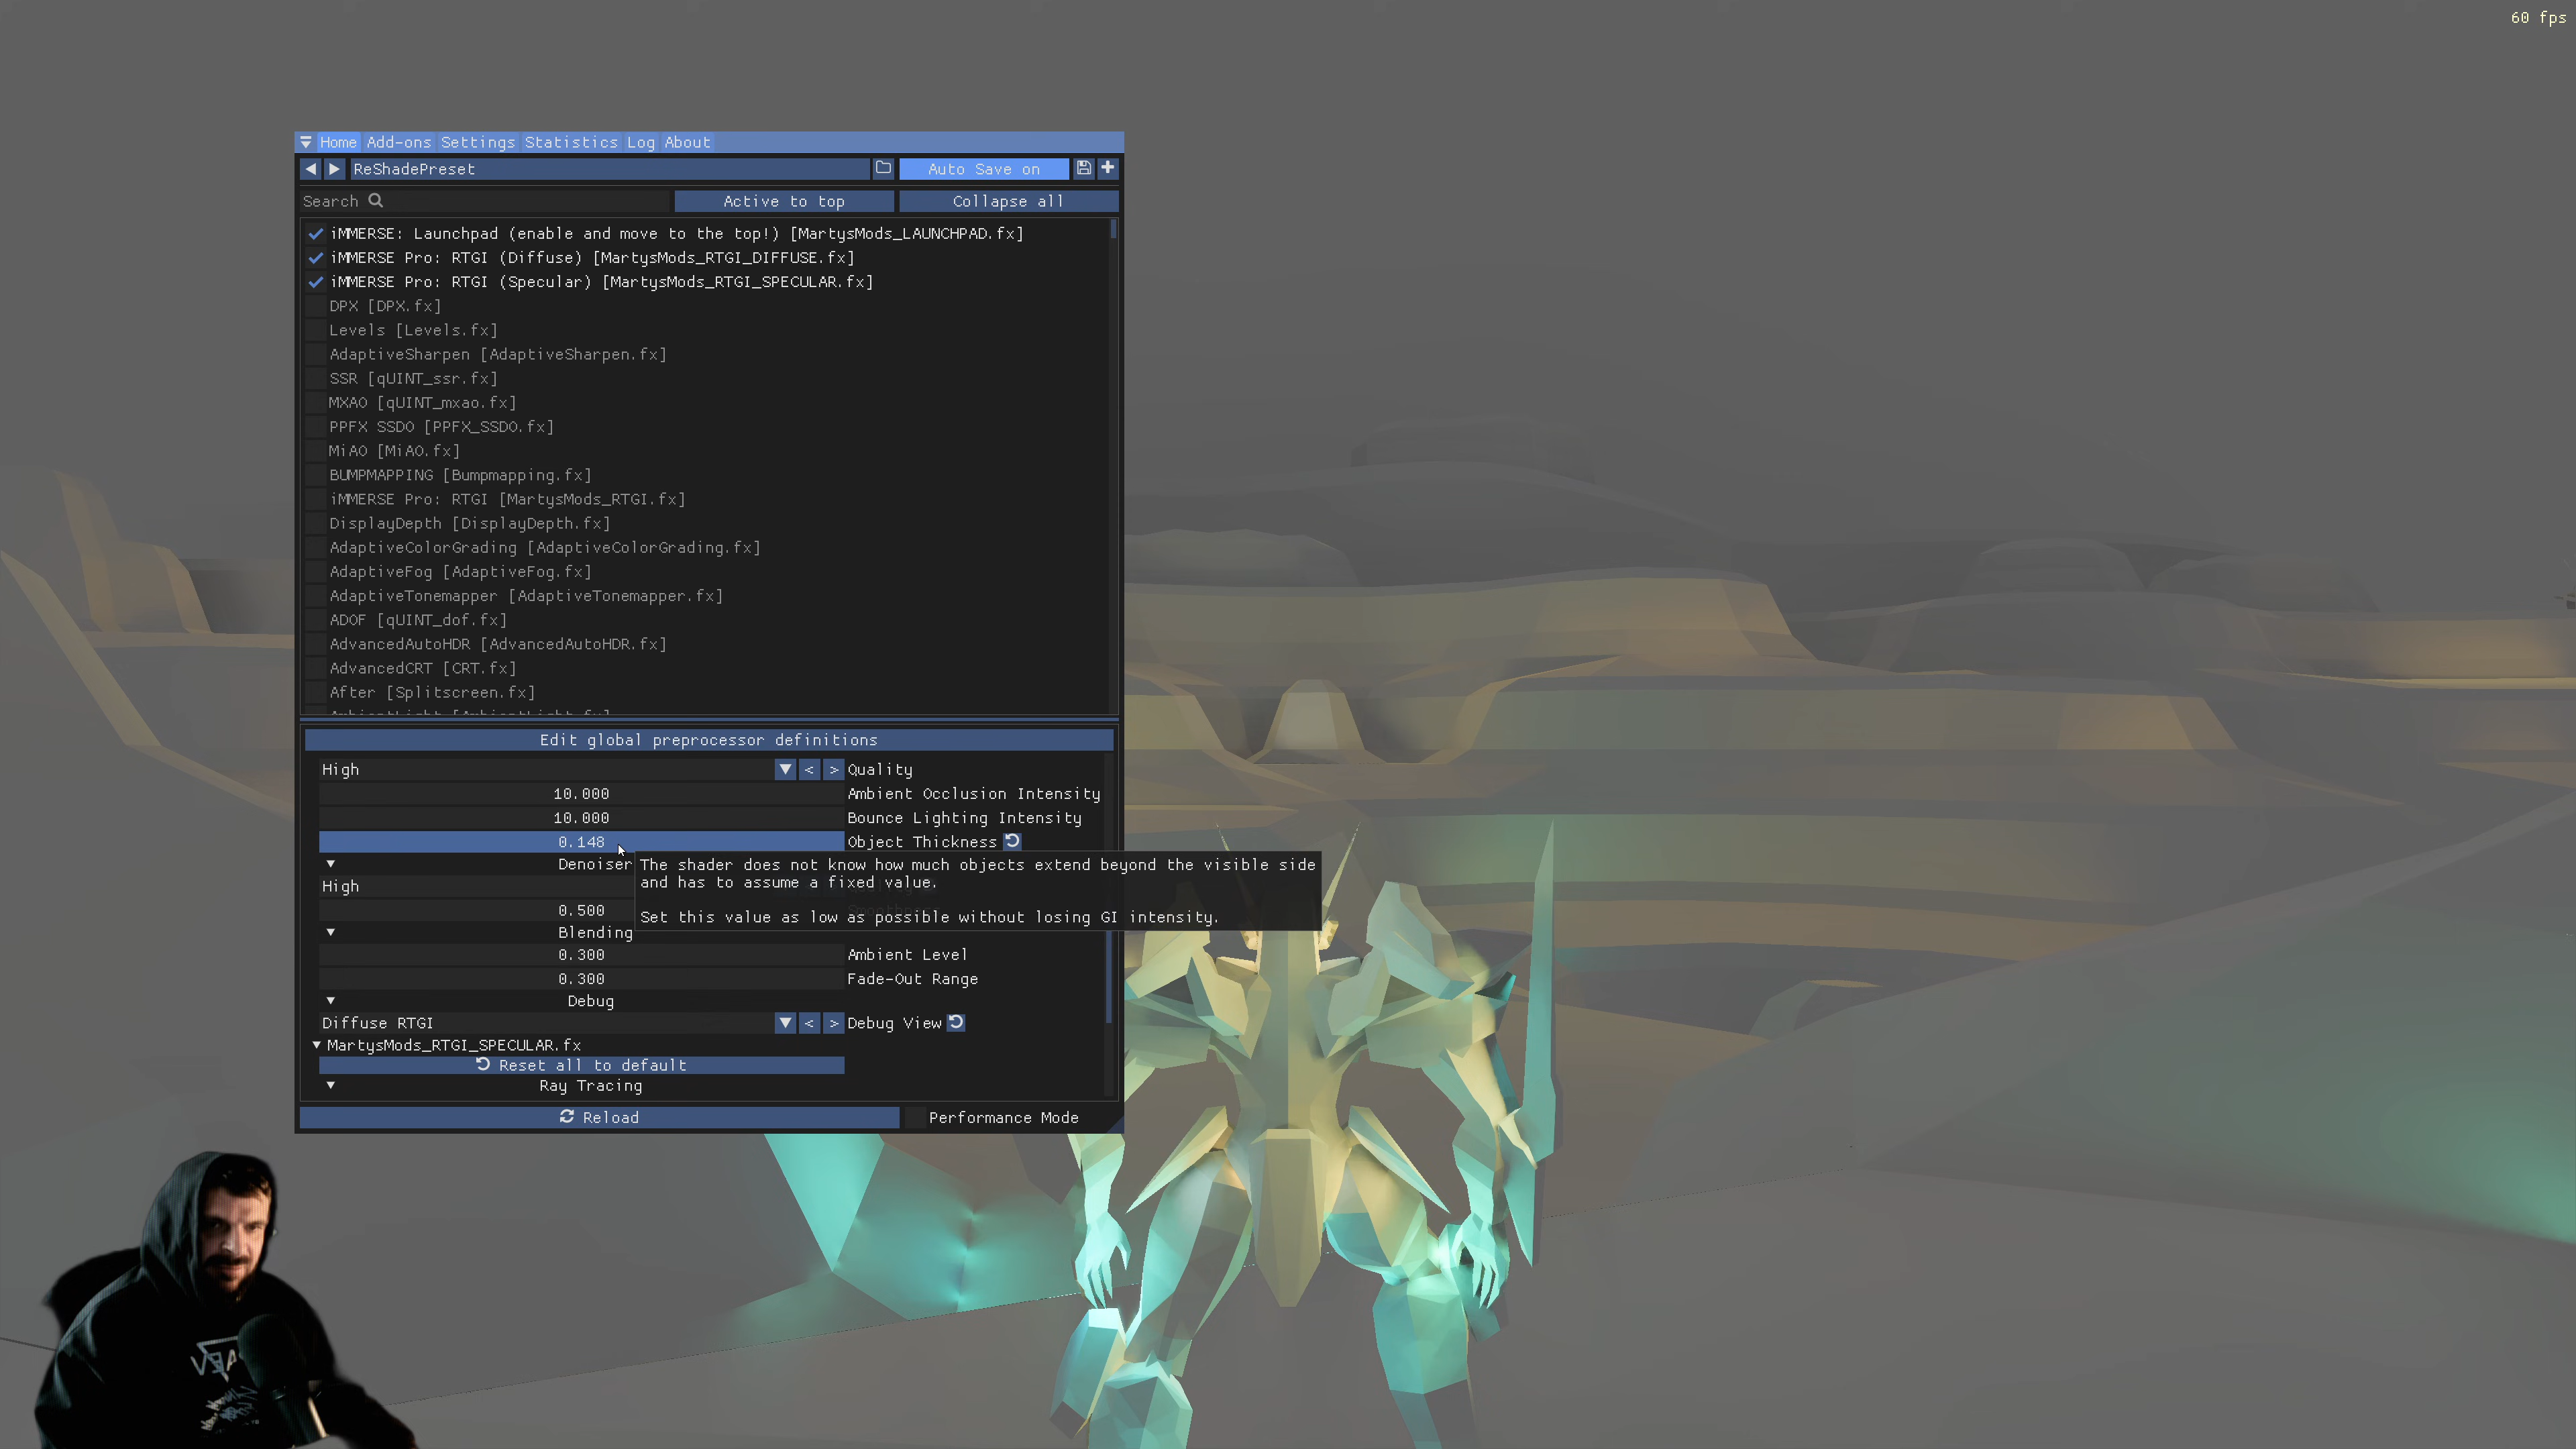 60 fps
Home Add-ons Settings Statistics Log About
ReShadePreset Auto Save on
Search Active to top Collapse all
iMMERSE: Launchpad (enable and move to the top!) [MartysMods_LAUNCHPAD.fx]
iMMERSE Pro: RTGI (Diffuse) [MartysMods_RTGI_DIFFUSE.fx]
iMMERSE Pro: RTGI (Specular) [MartysMods_RTGI_SPECULAR.fx]
DPX [DPX.fx]
Levels [Levels.fx]
AdaptiveSharpen [AdaptiveSharpen.fx]
SSR [qUINT_ssr.fx]
MXAO [qUINT_mxao.fx]
PPFX SSDO [PPFX_SSDO.fx]
MiAO [MiAO.fx]
BUMPMAPPING [Bumpmapping.fx]
iMMERSE Pro: RTGI [MartysMods_RTGI.fx]
DisplayDepth [DisplayDepth.fx]
AdaptiveColorGrading [AdaptiveColorGrading.fx]
AdaptiveFog [AdaptiveFog.fx]
AdaptiveTonemapper [AdaptiveTonemapper.fx]
ADOF [qUINT_dof.fx]
AdvancedAutoHDR [AdvancedAutoHDR.fx]
AdvancedCRT [CRT.fx]
After [Splitscreen.fx]
AmbientLight [AmbientLight.fx]
Edit global preprocessor definitions
High < > Quality
10.000 Ambient Occlusion Intensity
10.000 Bounce Lighting Intensity
0.148 Object Thickness
Denoiser
The shader does not know how much objects extend beyond the visible side
and has to assume a fixed value.
Set this value as low as possible without losing GI intensity.
High
0.500
Blending
0.300 Ambient Level
0.300 Fade-Out Range
Debug
Diffuse RTGI < > Debug View
MartysMods_RTGI_SPECULAR.fx
Reset all to default
Ray Tracing
Reload Performance Mode